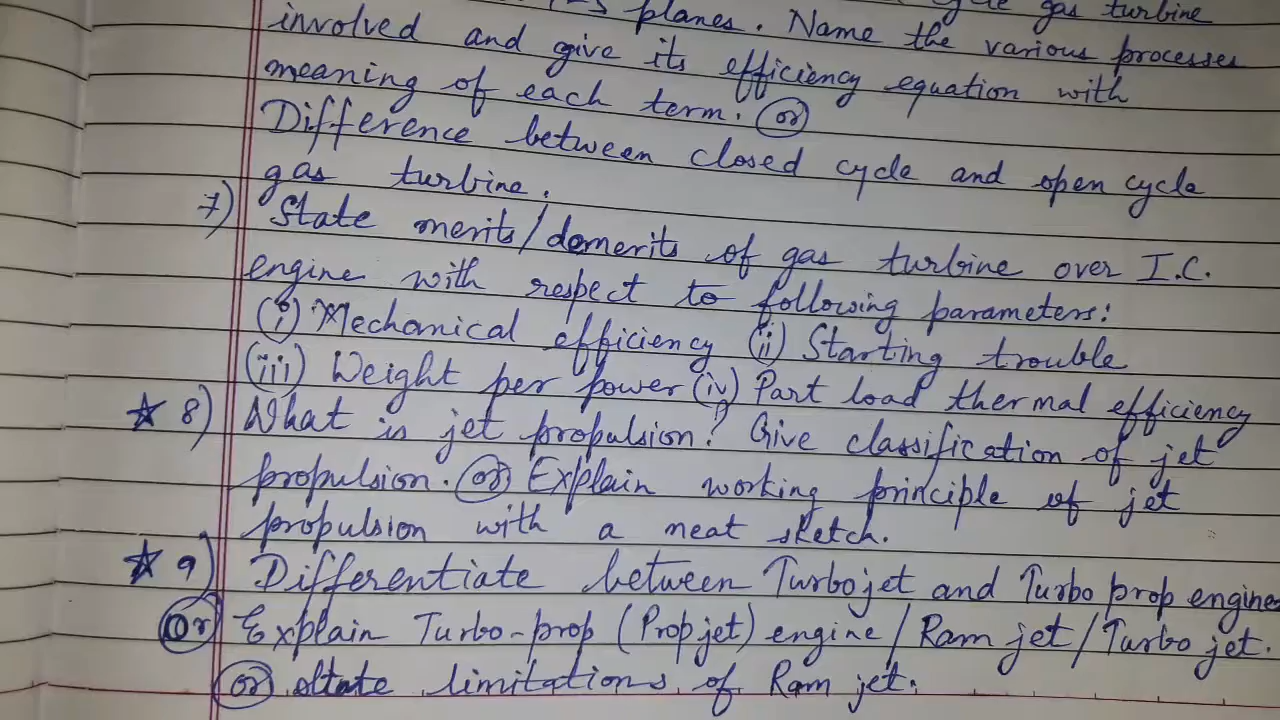 gas turbine
planes. Name the various processes
involved and give its efficiency equation with
meaning of each term. or
Difference between closed cycle and open cycle
gas turbine.
7) State merits/demerits of gas turbine over I.C.
engine with respect to following parameters:
(i) Mechanical efficiency (ii) Starting trouble
(iii) Weight per power (iv) Part load thermal efficiency
☆ 8) What is jet propulsion? Give classification of jet
propulsion. or Explain working principle of jet
propulsion with a neat sketch.
☆ 9) Differentiate between Turbojet and Turbo prop engine
Or Explain Turbo-prop (Prop jet) engine/Ram jet/Turbo jet.
or state limitations of Ram jet.